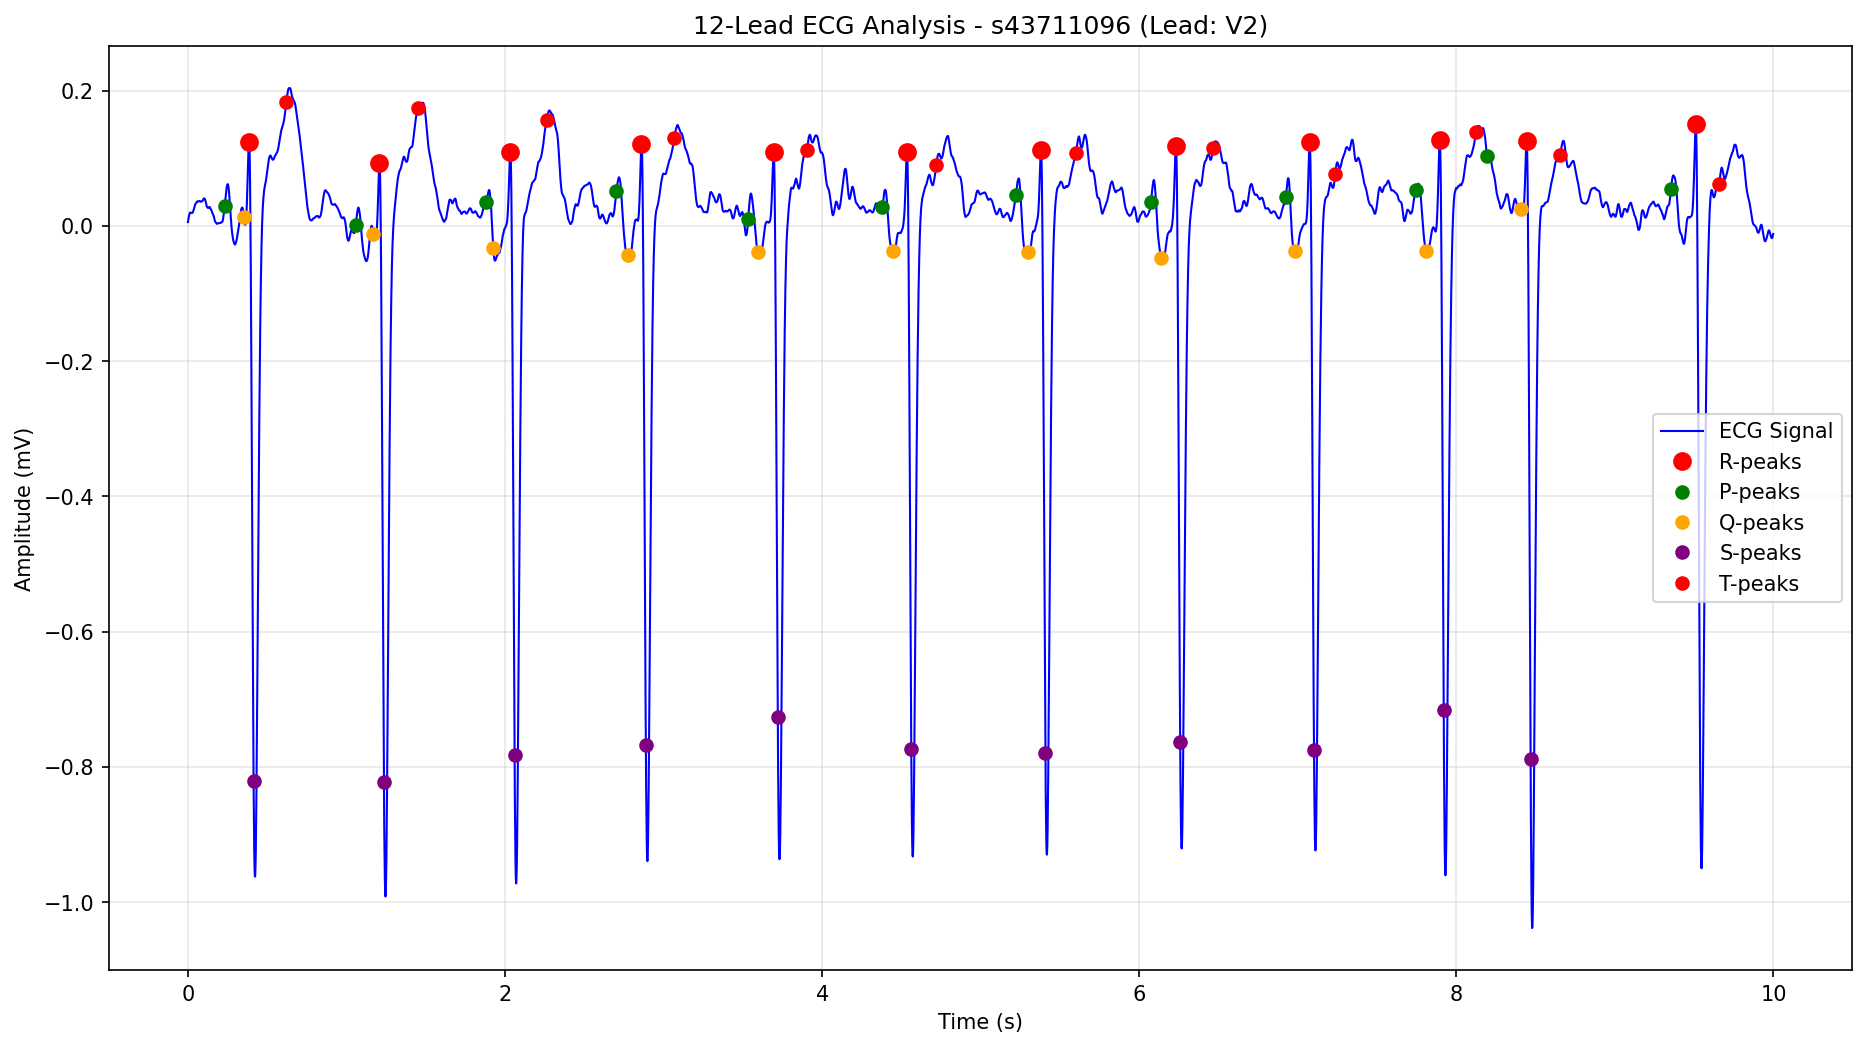 12-Lead ECG Analysis - s43711096 (Lead: V2)
Amplitude (mV)
0.2
0.0
−0.2
−0.4
−0.6
−0.8
−1.0
ECG Signal
R-peaks
P-peaks
Q-peaks
S-peaks
T-peaks
0 2 4 6 8 10
Time (s)